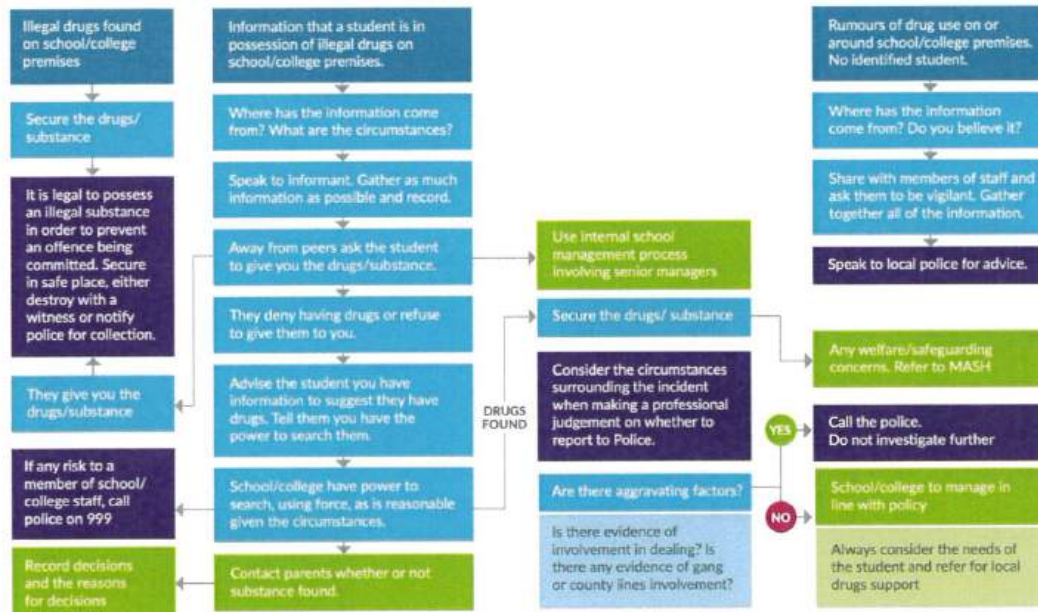 Illegal drugs found
on school/college
premises
Secure the drugs/
substance
It is legal to possess
an illegal substance
in order to prevent
an offence being
committed. Secure
in safe place, either
destroy with a
witness or notify
police for collection.
They give you the
drugs/substance
If any risk to a
member of school/
college staff, call
police on 999
Record decisions
and the reasons
for decisions
Information that a student is in
possession of illegal drugs on
school/college premises.
Where has the information come
from? What are the circumstances?
Speak to informant. Gather as much
information as possible and record.
Away from peers ask the student
to give you the drugs/substance.
They deny having drugs or refuse
to give them to you.
Advise the student you have
information to suggest they have
drugs. Tell them you have the
power to search them.
School/college have power to
search, using force, as is reasonable
given the circumstances.
Contact parents whether or not
substance found.
DRUGS
FOUND
Use internal school
management process
involving senior managers
Secure the drugs/ substance
Consider the circumstances
surrounding the incident
when making a professional
judgement on whether to
report to Police.
Are there aggravating factors?
Is there evidence of
involvement in dealing? Is
there any evidence of gang
or county lines involvement?
YES
NO
Rumours of drug use on or
around school/college premises.
No identified student.
Where has the information
come from? Do you believe it?
Share with members of staff and
ask them to be vigilant. Gather
together all of the information.
Speak to local police for advice.
Any welfare/safeguarding
concerns. Refer to MASH
Call the police.
Do not investigate further
School/college to manage in
line with policy
Always consider the needs of
the student and refer for local
drugs support